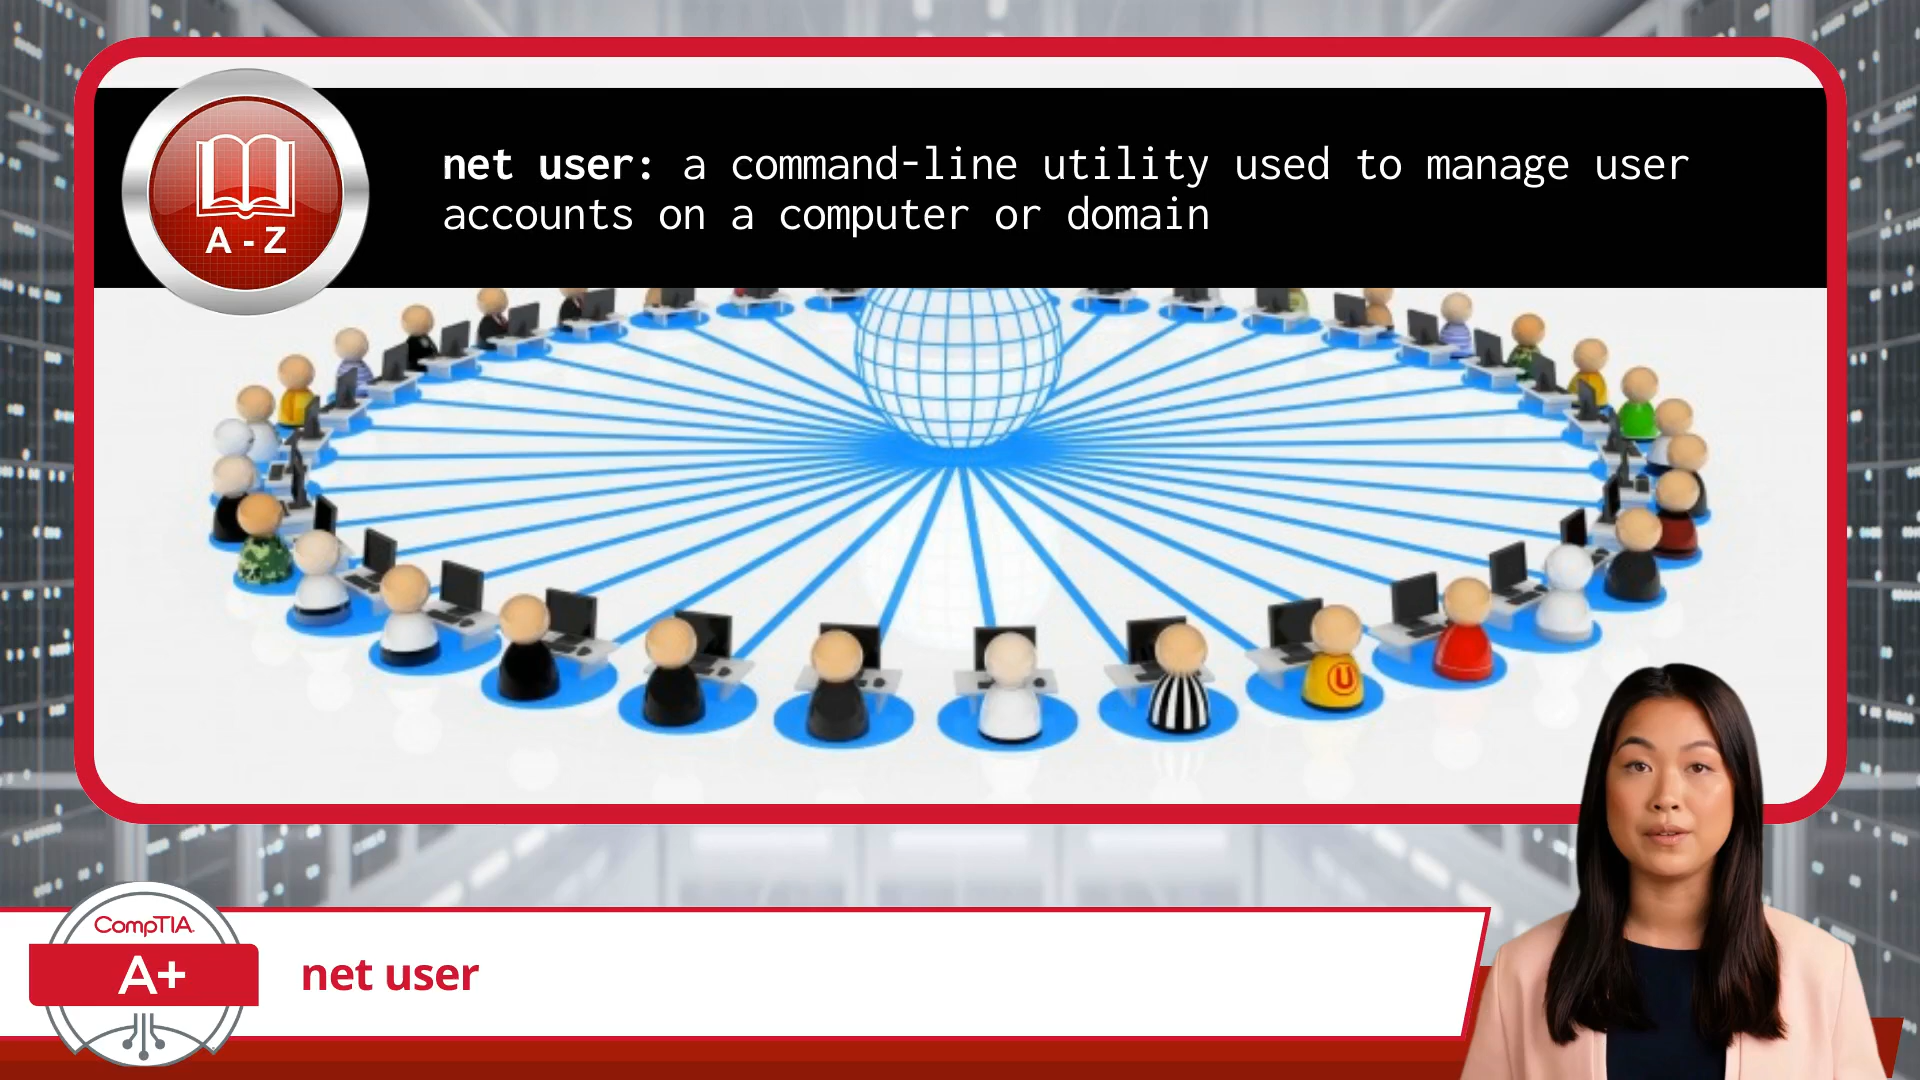 net user: a command-line utility used to manage user
accounts on a computer or domain
A - Z
U
CompTIA
A+
net user